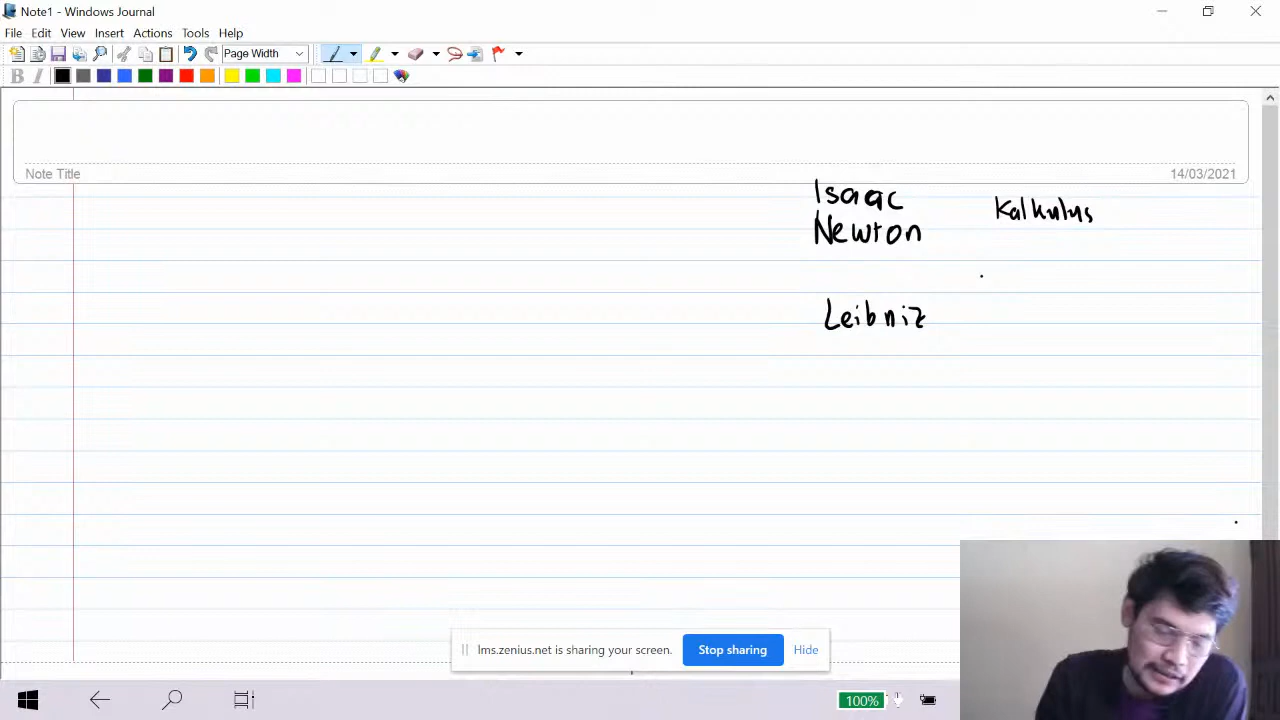 Note1 - Windows Journal
File Edit View Insert Actions Tools Help
Page Width
B I
Note Title 14/03/2021
Isaac
Newton
Kalkulus
Leibniz
lms.zenius.net is sharing your screen. Stop sharing Hide
100%